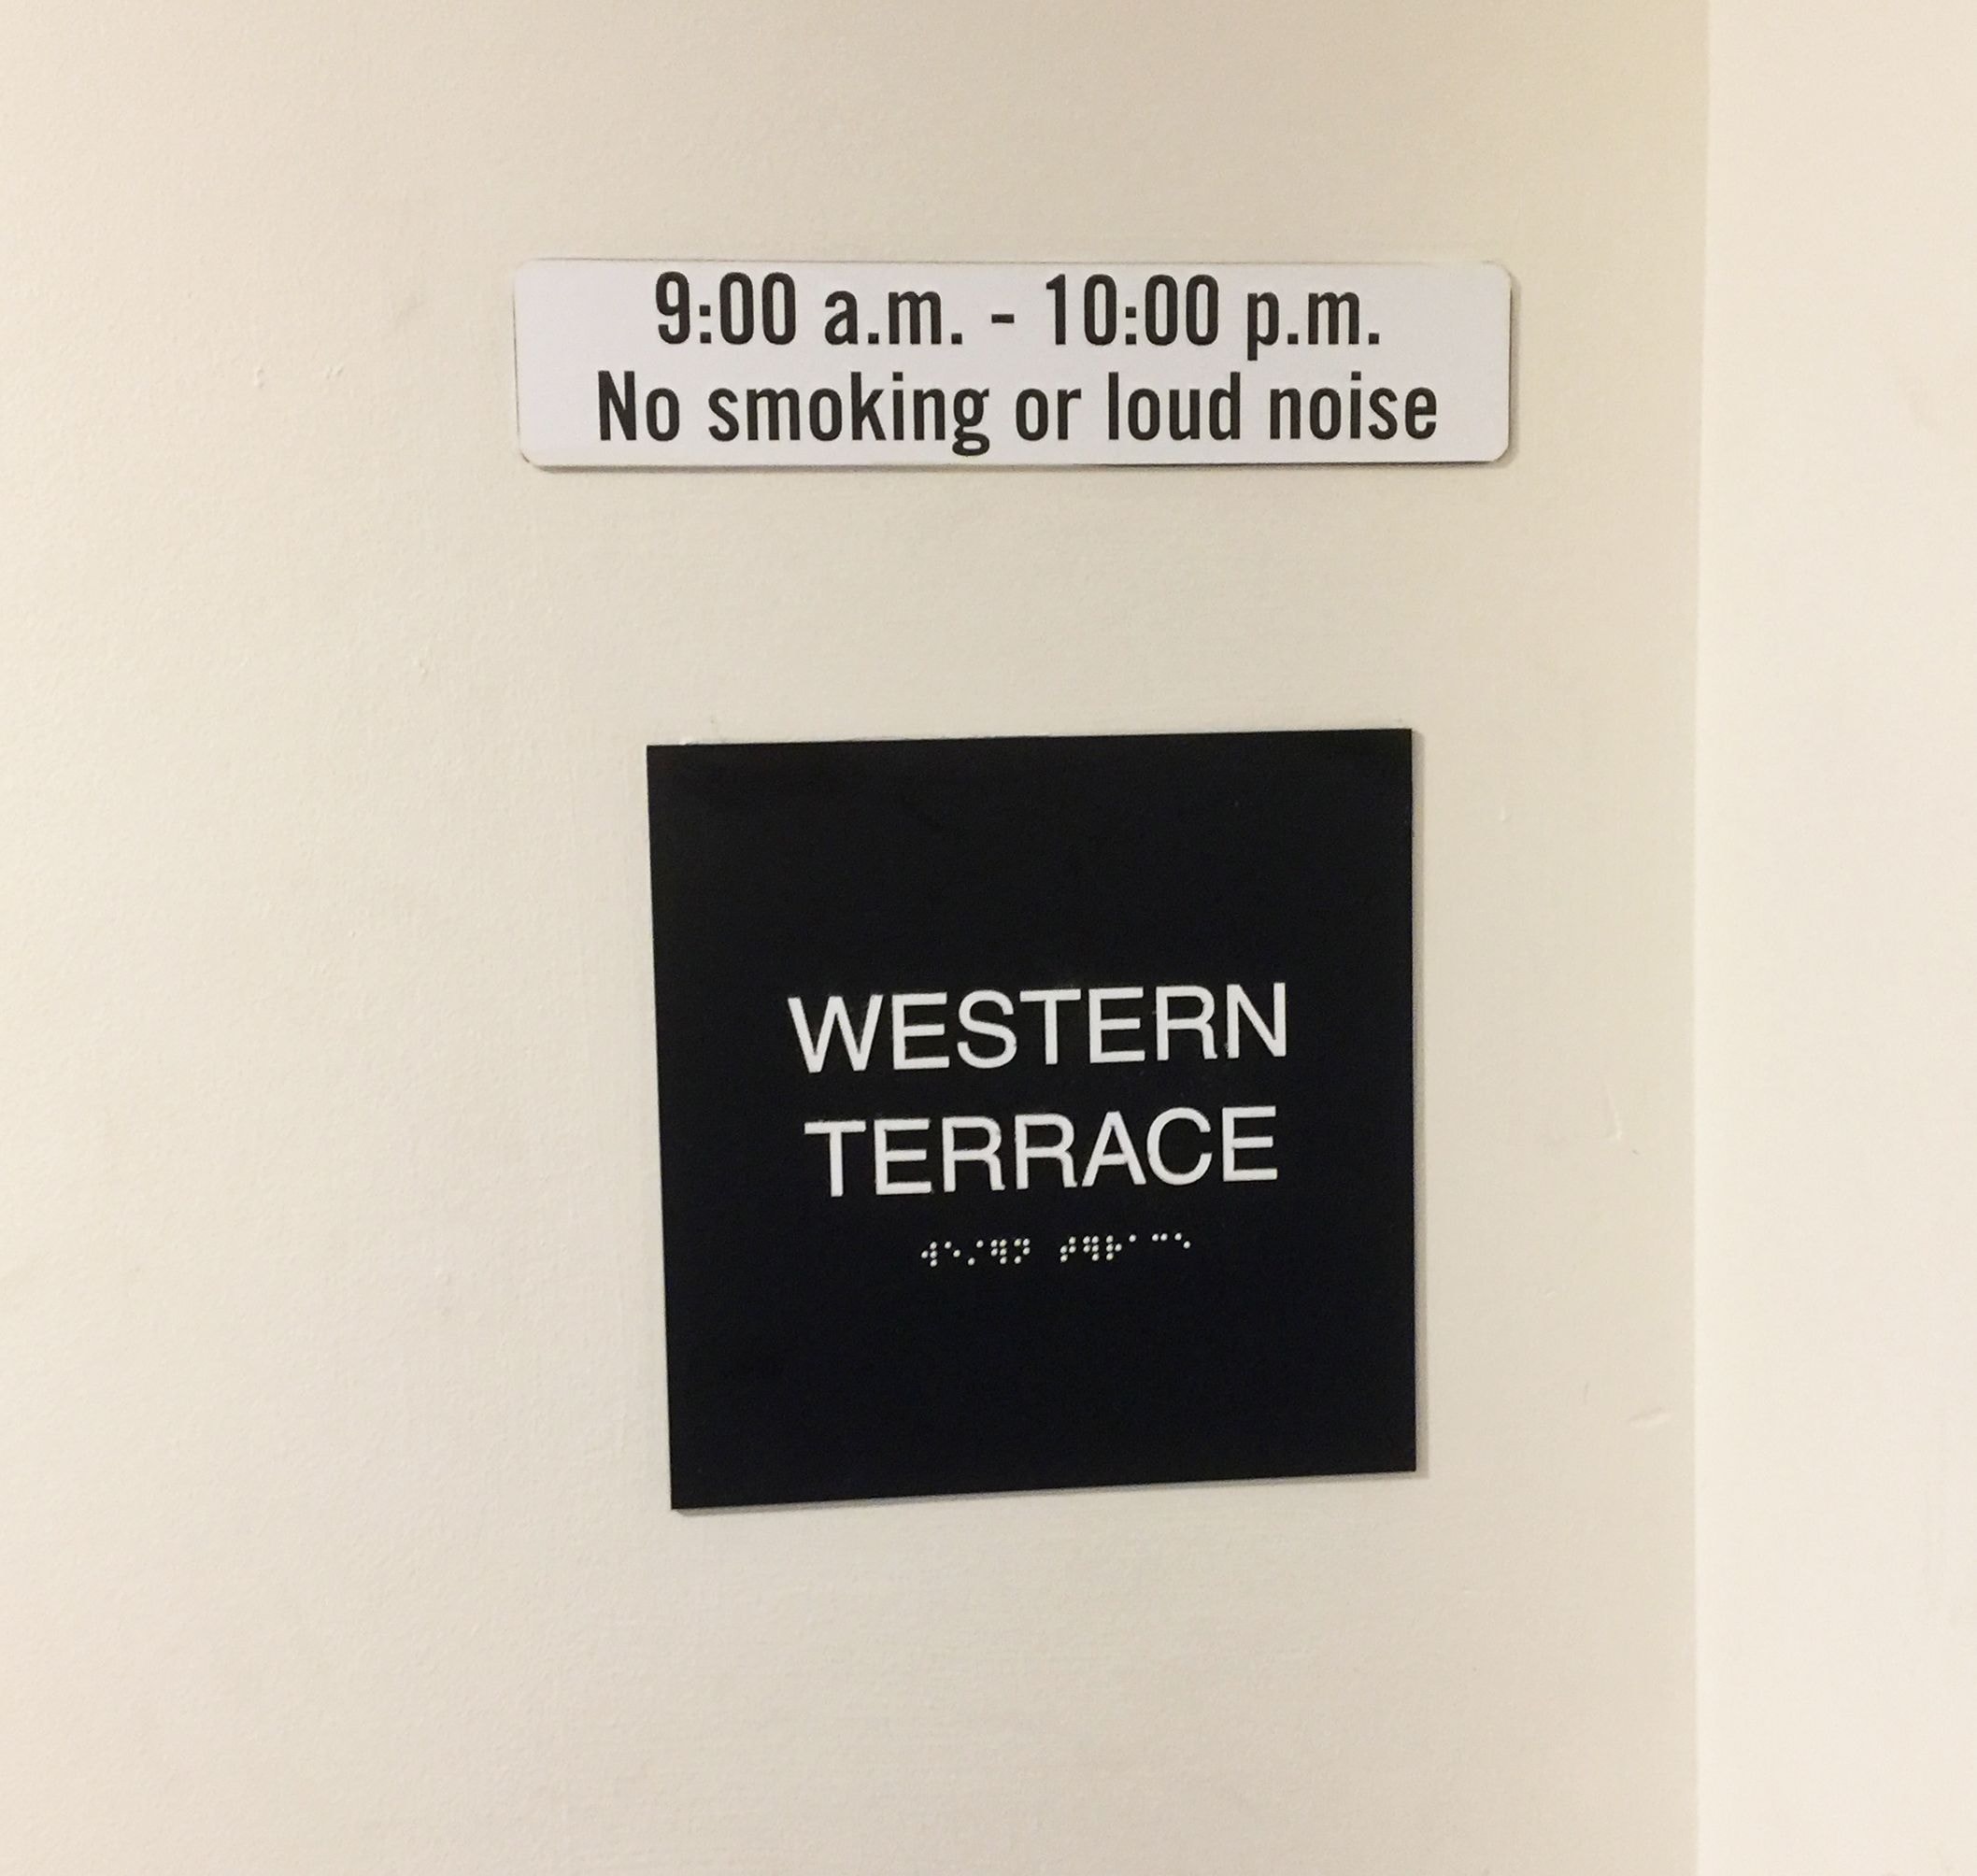 9:00 a.m. - 10:00 p.m.
No smoking or loud noise
WESTERN
TERRACE
⠺⠑⠌⠻⠝ ⠞⠻⠗⠁⠉⠑